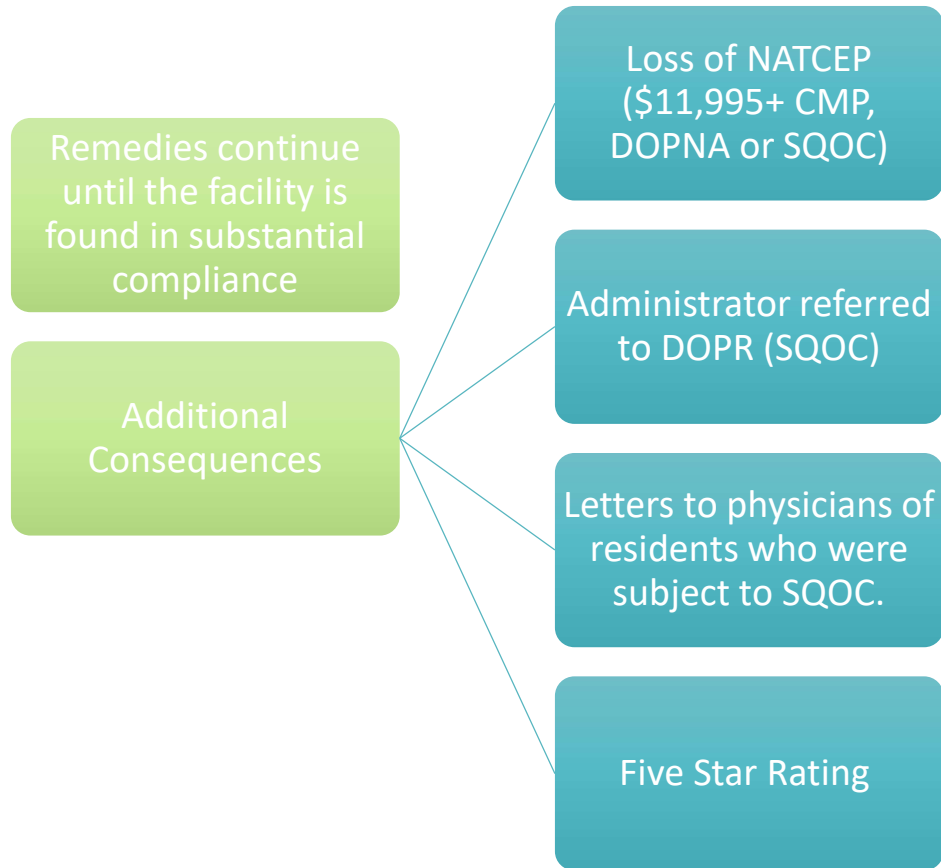 Remedies continue
until the facility is
found in substantial
compliance
Additional
Consequences
Loss of NATCEP
($11,995+ CMP,
DOPNA or SQOC)
Administrator referred
to DOPR (SQOC)
Letters to physicians of
residents who were
subject to SQOC.
Five Star Rating